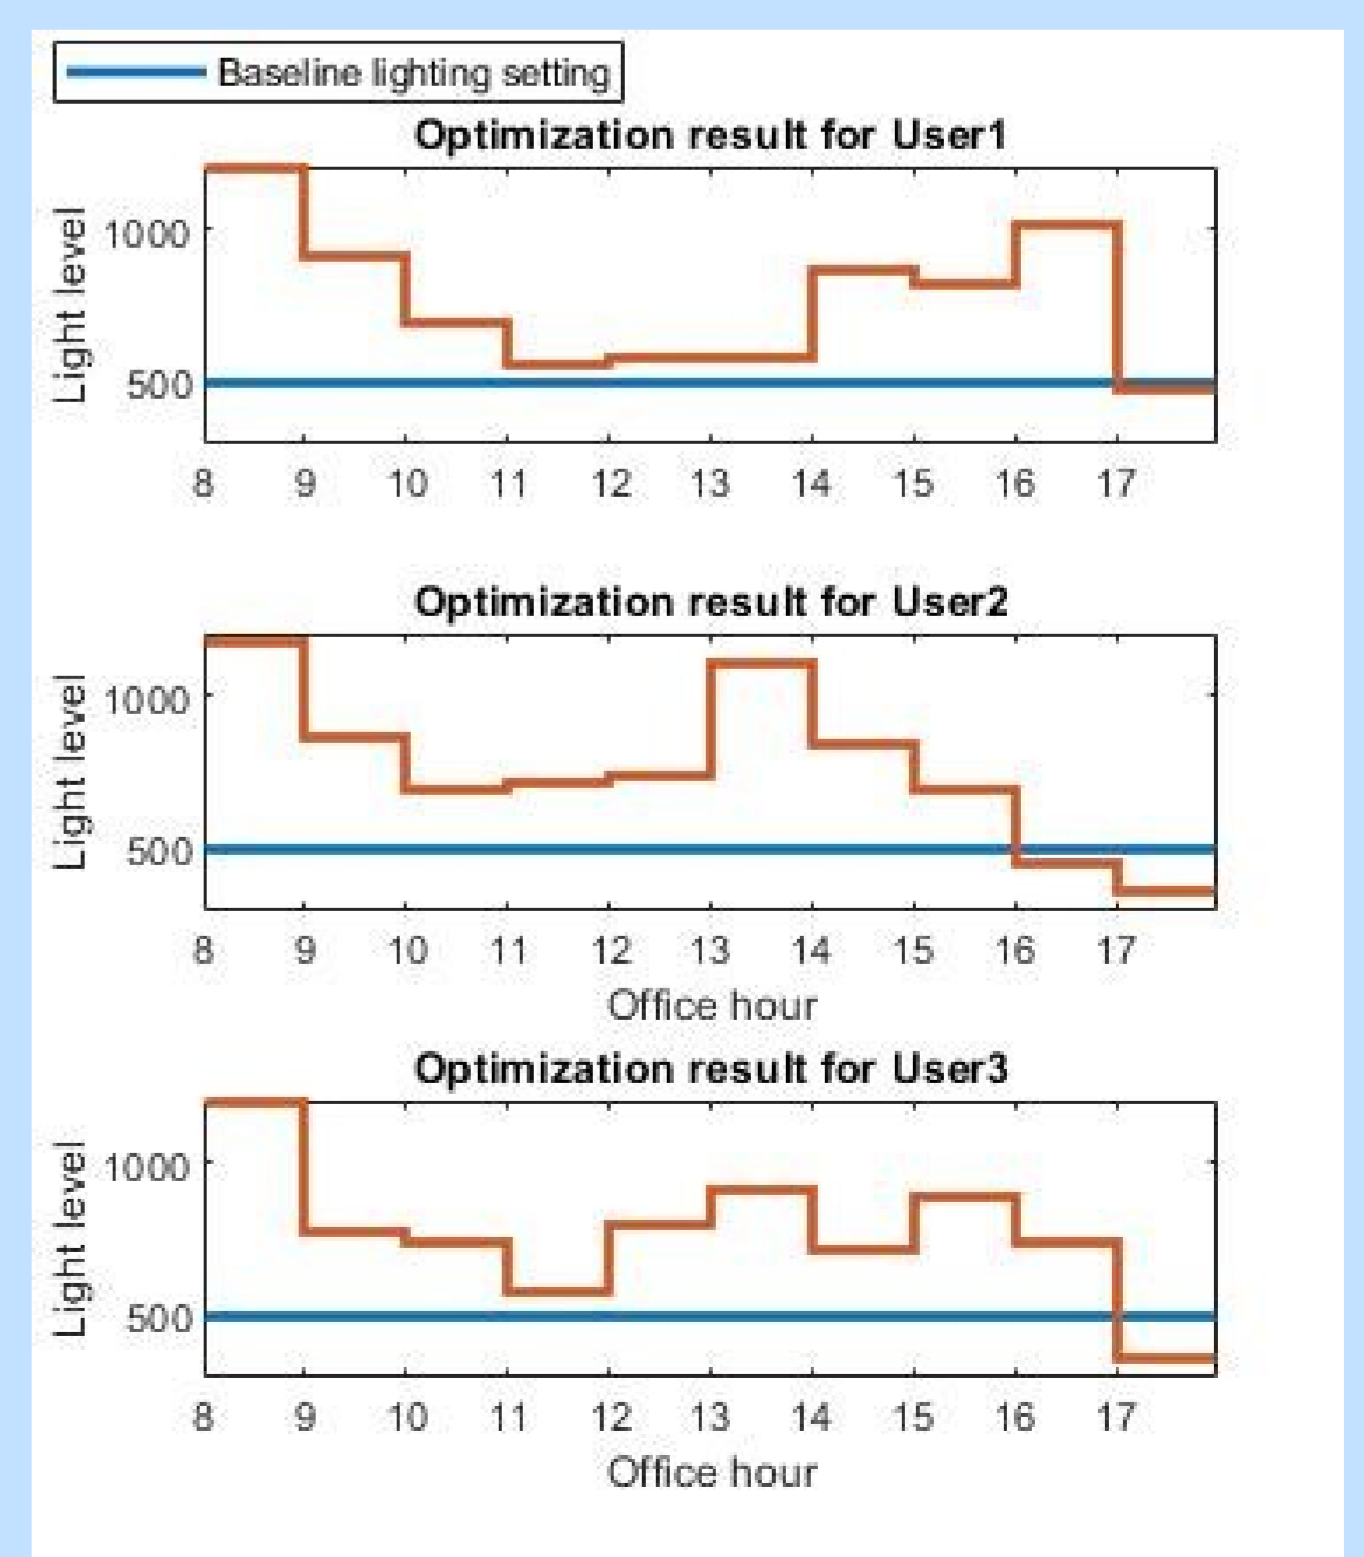 Baseline lighting setting
Optimization result for User1
Light level
1000
500
8 9 10 11 12 13 14 15 16 17
Optimization result for User2
Light level
1000
500
8 9 10 11 12 13 14 15 16 17
Office hour
Optimization result for User3
Light level
1000
500
8 9 10 11 12 13 14 15 16 17
Office hour